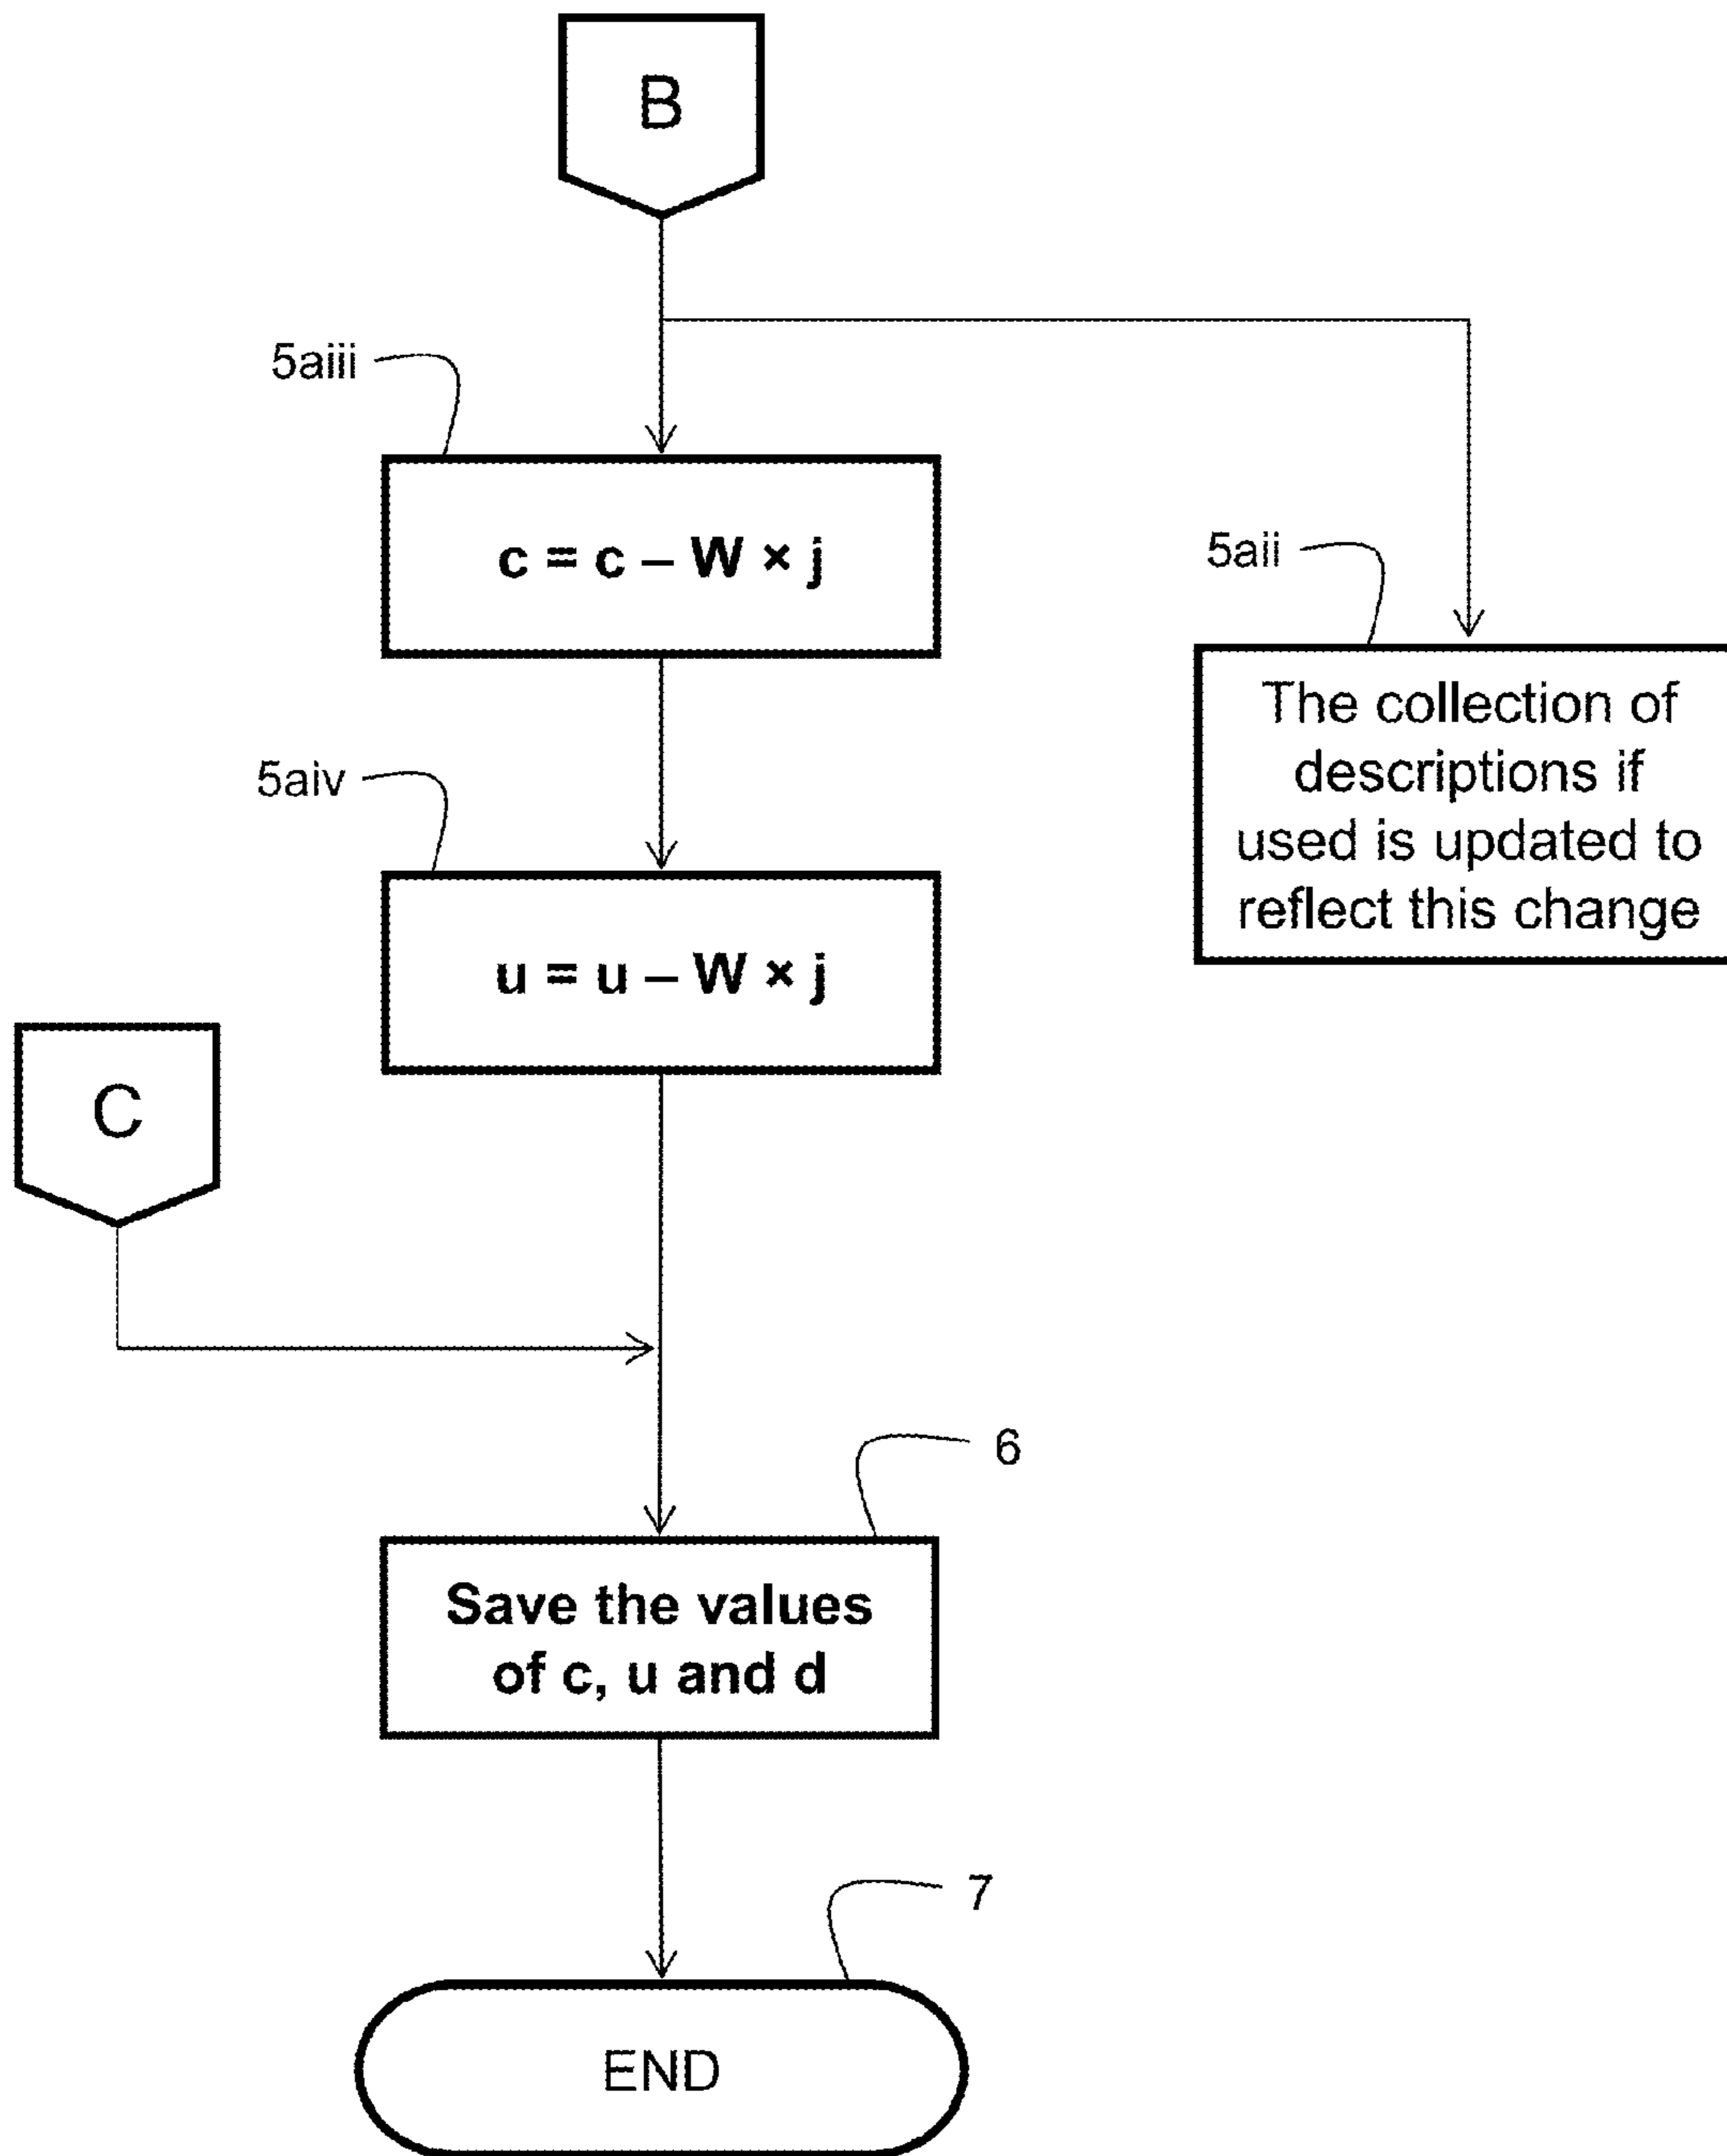 B
5aiii
c = c – W × j
5aii
The collection of
descriptions if
used is updated to
reflect this change
5aiv
u = u – W × j
C
6
Save the values
of c, u and d
7
END